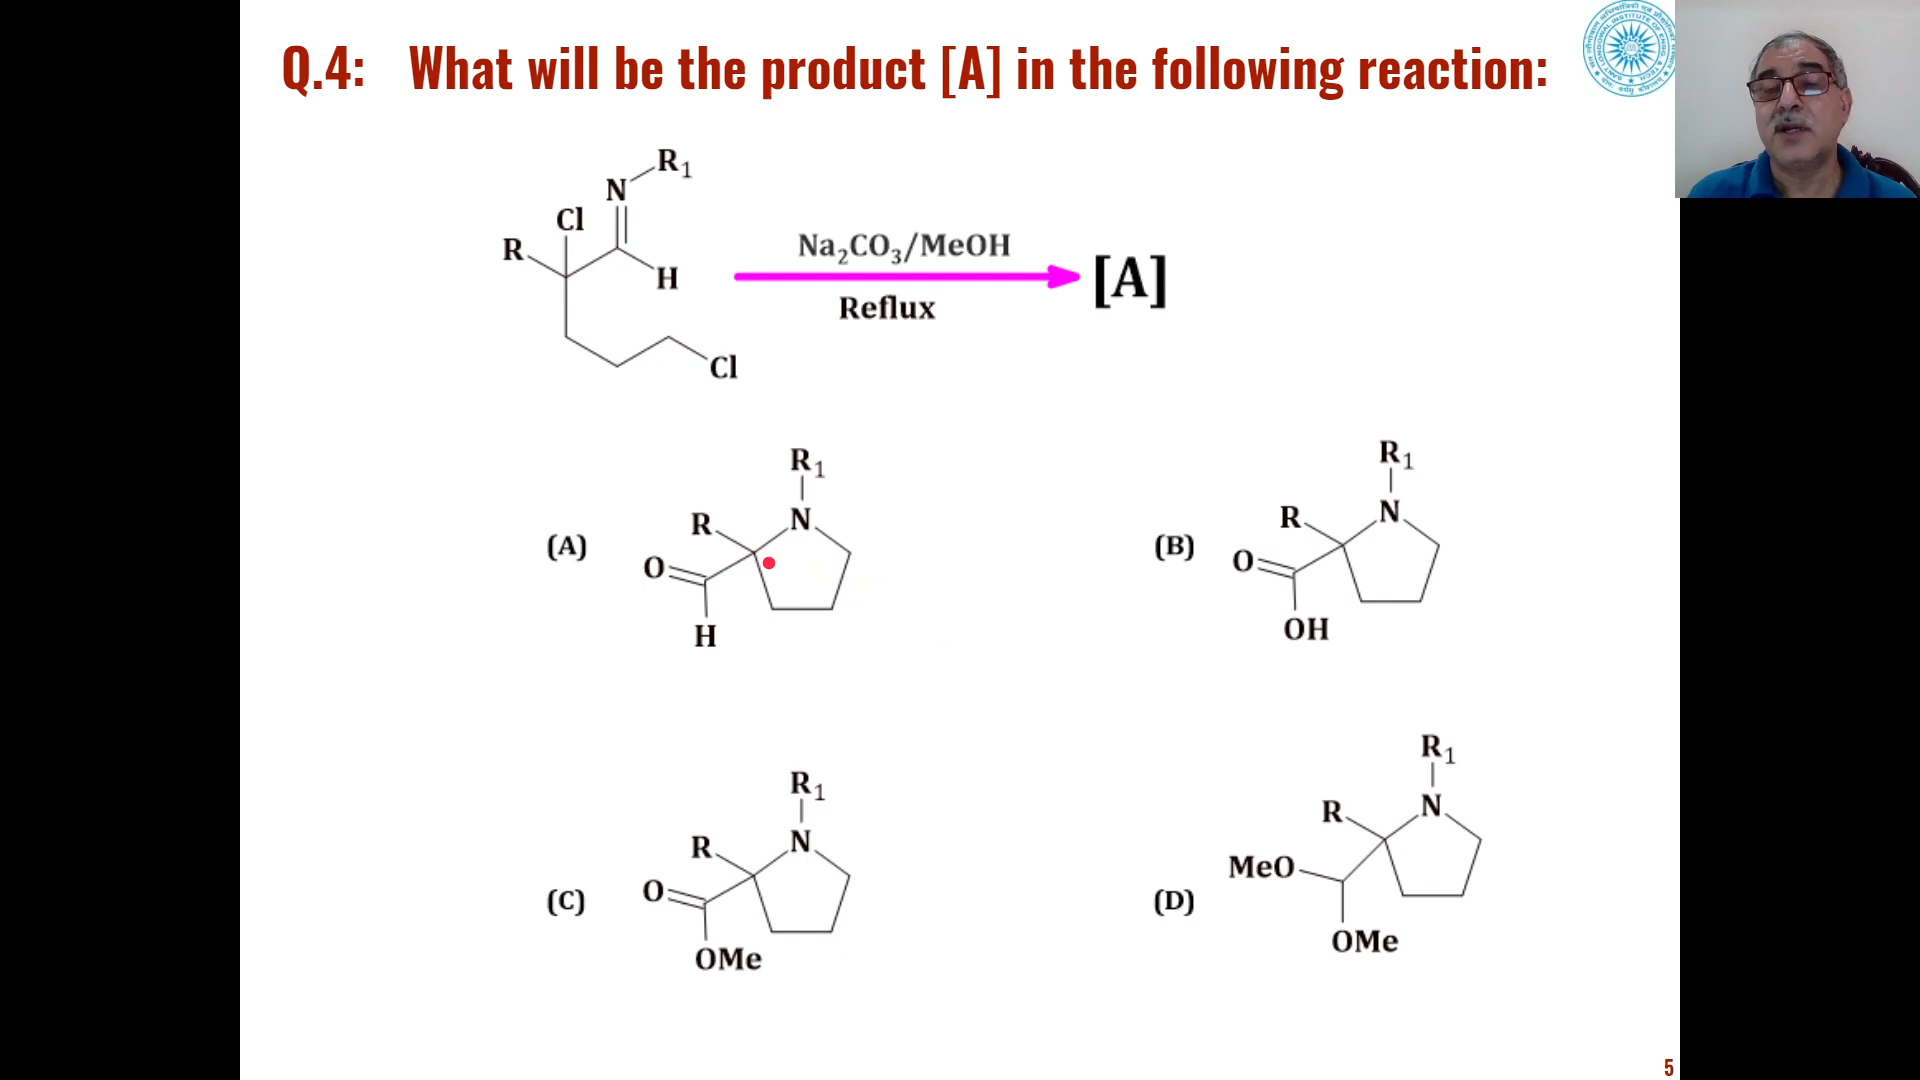 Q.4: What will be the product [A] in the following reaction:
R₁
N
Cl
R
H
Cl
Na₂CO₃/MeOH
Reflux
[A]
(A)
R₁
R
N
O
H
(B)
R₁
R
N
O
OH
(C)
R₁
R
N
O
OMe
(D)
R₁
R
N
MeO
OMe
5